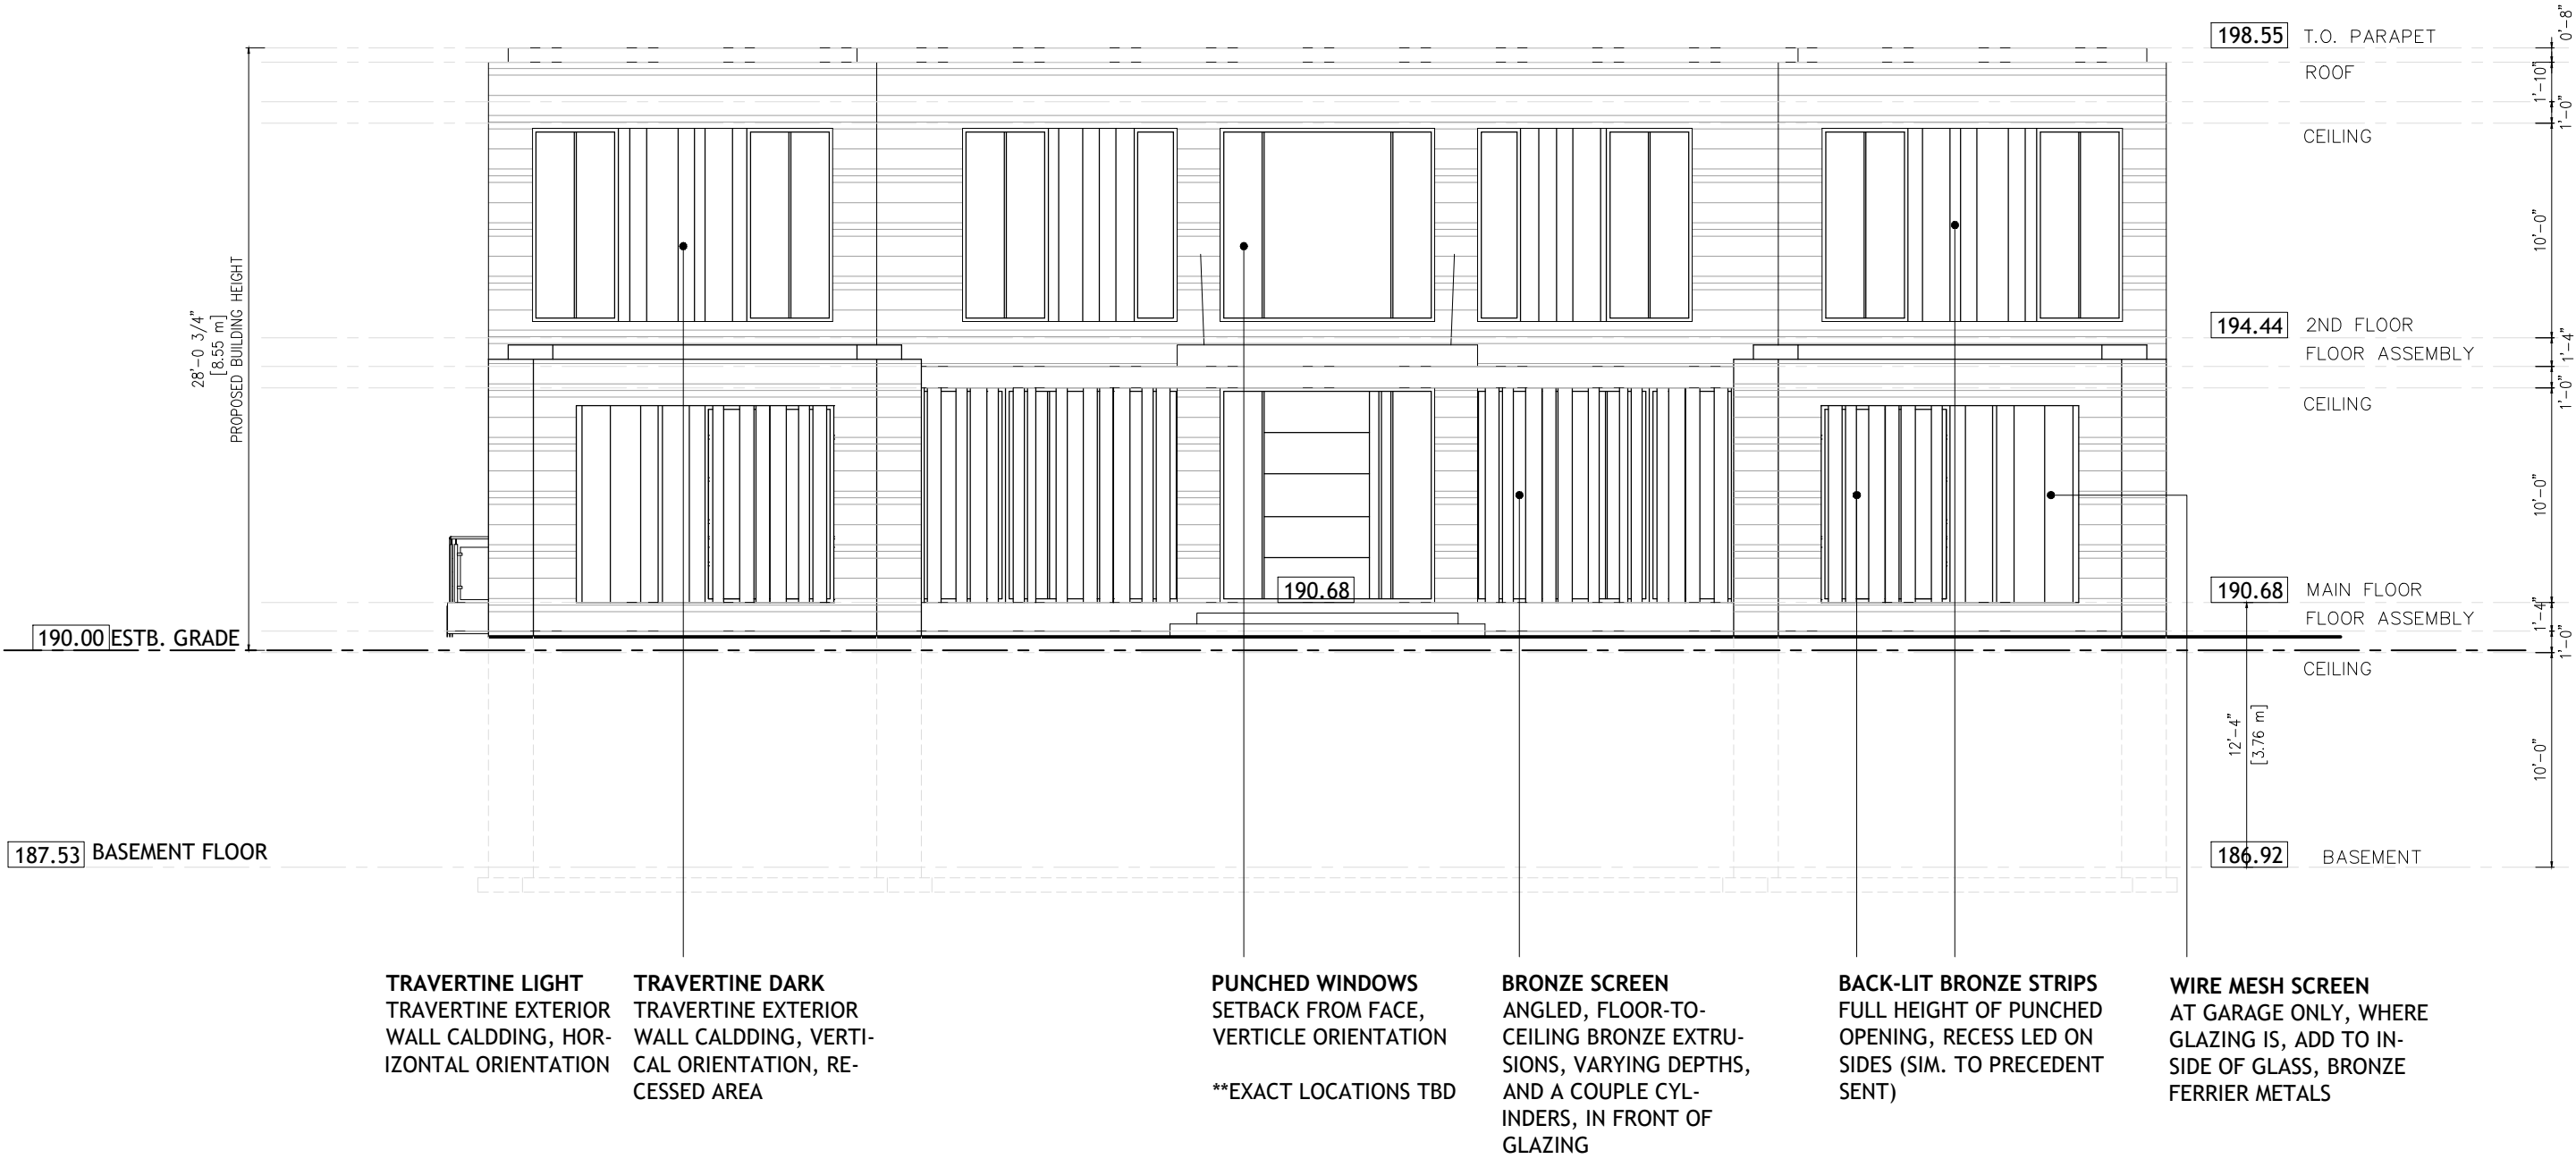 198.55 T.O. PARAPET
ROOF
CEILING
194.44 2ND FLOOR
FLOOR ASSEMBLY
CEILING
190.68
190.68 MAIN FLOOR
FLOOR ASSEMBLY
CEILING
186.92 BASEMENT
0'-8"
1'-10"
1'-0"
10'-0"
1'-4"
1'-0"
10'-0"
1'-4"
1'-0"
10'-0"
12'-4"
[3.76 m]
28'-0 3/4"
[8.55 m]
PROPOSED BUILDING HEIGHT
190.00 ESTB. GRADE
187.53 BASEMENT FLOOR
TRAVERTINE LIGHT
TRAVERTINE EXTERIOR
WALL CALDDING, HOR-
IZONTAL ORIENTATION
TRAVERTINE DARK
TRAVERTINE EXTERIOR
WALL CALDDING, VERTI-
CAL ORIENTATION, RE-
CESSED AREA
PUNCHED WINDOWS
SETBACK FROM FACE,
VERTICLE ORIENTATION
**EXACT LOCATIONS TBD
BRONZE SCREEN
ANGLED, FLOOR-TO-
CEILING BRONZE EXTRU-
SIONS, VARYING DEPTHS,
AND A COUPLE CYL-
INDERS, IN FRONT OF
GLAZING
BACK-LIT BRONZE STRIPS
FULL HEIGHT OF PUNCHED
OPENING, RECESS LED ON
SIDES (SIM. TO PRECEDENT
SENT)
WIRE MESH SCREEN
AT GARAGE ONLY, WHERE
GLAZING IS, ADD TO IN-
SIDE OF GLASS, BRONZE
FERRIER METALS